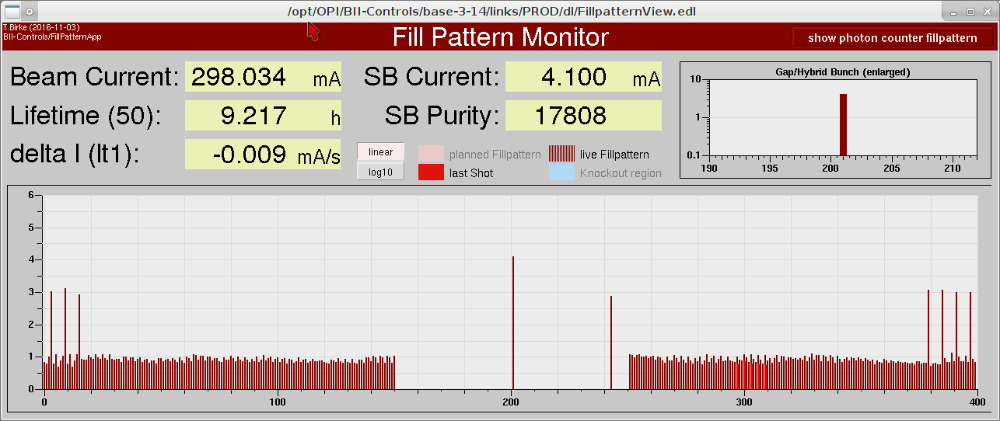 /opt/OPI/BII-Controls/base-3-14/links/PROD/dl/FillpatternView.edl
T.Birke (2016-11-03)
BII-Controls/FillPatternApp
Fill Pattern Monitor
show photon counter fillpattern
Beam Current: 298.034 mA
SB Current: 4.100 mA
Lifetime (50): 9.217 h
SB Purity: 17808
delta I (lt1): -0.009 mA/s
linear
log10
planned Fillpattern
live Fillpattern
last Shot
Knockout region
Gap/Hybrid Bunch (enlarged)
10
1
0.1
190 195 200 205 210
6
5
4
3
2
1
0
0 100 200 300 400